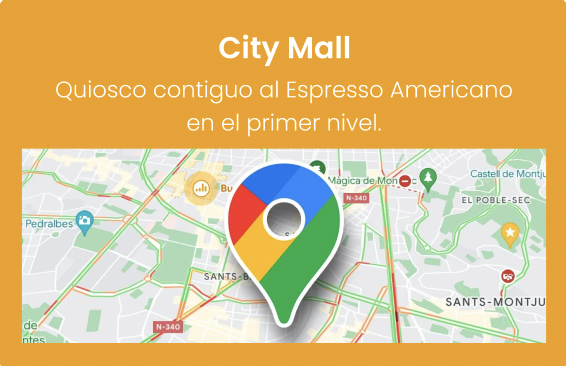 City Mall
Quiosco contiguo al Espresso Americano
en el primer nivel.
Castell de Montju
Màgica de Mon
Bu
N-340
EL POBLE-SEC
Pedralbes
SANTS-B
S
SANTS-MONTJU
N-340
de
ntes